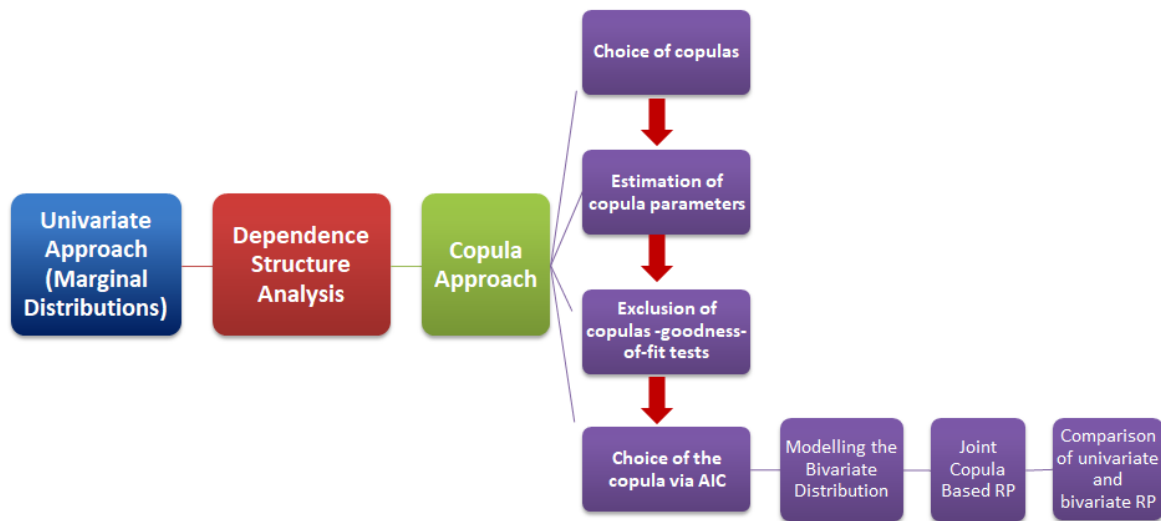 Univariate
Approach
(Marginal
Distributions)
Dependence
Structure
Analysis
Copula
Approach
Choice of copulas
Estimation of
copula parameters
Exclusion of
copulas -goodness-
of-fit tests
Choice of the
copula via AIC
Modelling the
Bivariate
Distribution
Joint
Copula
Based RP
Comparison
of univariate
and
bivariate RP